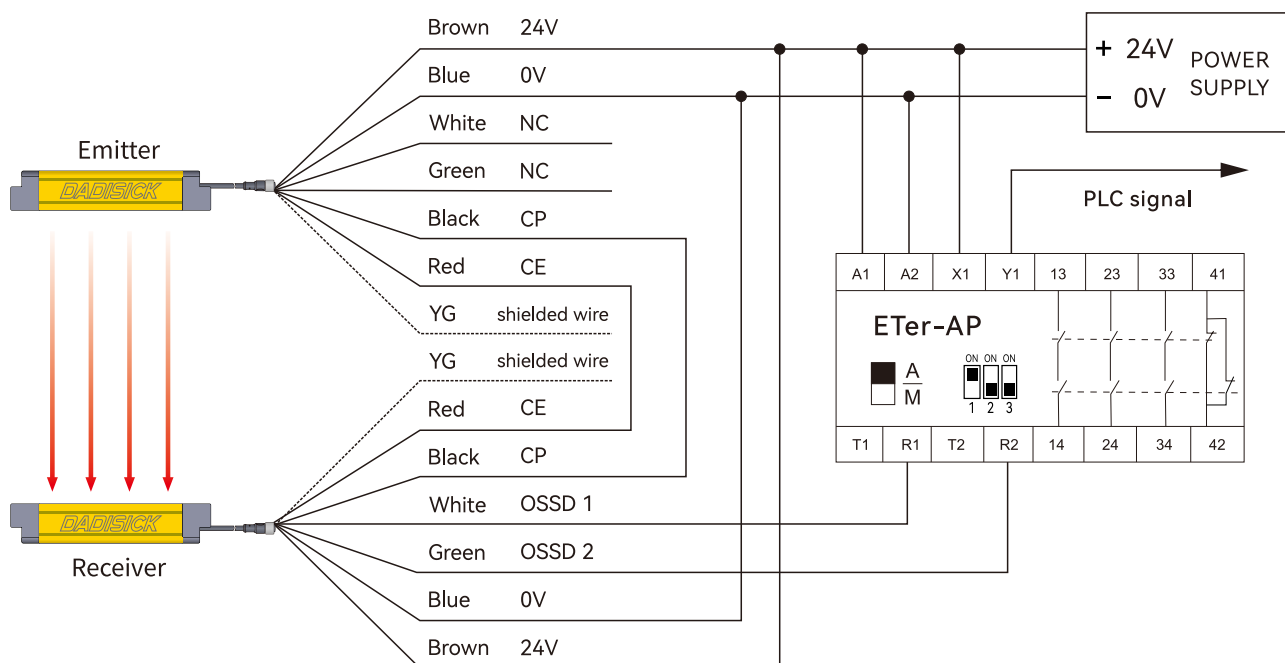 Brown 24V
Blue 0V
White NC
Green NC
Black CP
Red CE
YG shielded wire
YG shielded wire
Red CE
Black CP
White OSSD 1
Green OSSD 2
Blue 0V
Brown 24V
Emitter
DADISICK
DADISICK
Receiver
+ 24V
- 0V
POWER
SUPPLY
PLC signal
A1 A2 X1 Y1 13 23 33 41
ETer-AP
A
M
ON ON ON
1 2 3
T1 R1 T2 R2 14 24 34 42